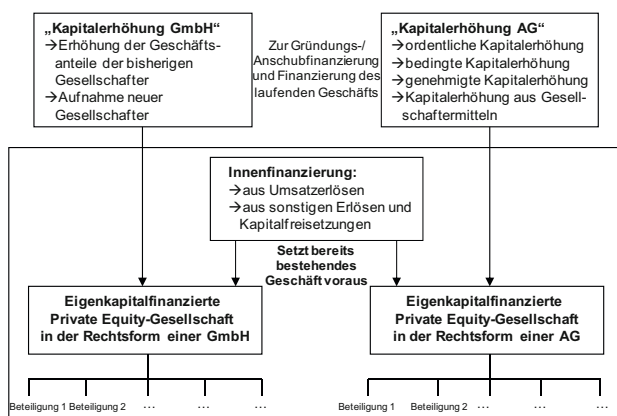 „Kapitalerhöhung GmbH“
→Erhöhung der Geschäfts-
anteile der bisherigen
Gesellschafter
→Aufnahme neuer
Gesellschafter
Zur Gründungs-/
Anschubfinanzierung
und Finanzierung des
laufenden Geschäfts
„Kapitalerhöhung AG“
→ordentliche Kapitalerhöhung
→bedingte Kapitalerhöhung
→genehmigte Kapitalerhöhung
→Kapitalerhöhung aus Gesell-
schaftermitteln
Innenfinanzierung:
→aus Umsatzerlösen
→aus sonstigen Erlösen und
Kapitalfreisetzungen
Setzt bereits
bestehendes
Geschäft voraus
Eigenkapitalfinanzierte
Private Equity-Gesellschaft
in der Rechtsform einer GmbH
Eigenkapitalfinanzierte
Private Equity-Gesellschaft
in der Rechtsform einer AG
Beteiligung 1 Beteiligung 2 … … …
Beteiligung 1 Beteiligung 2 … … …